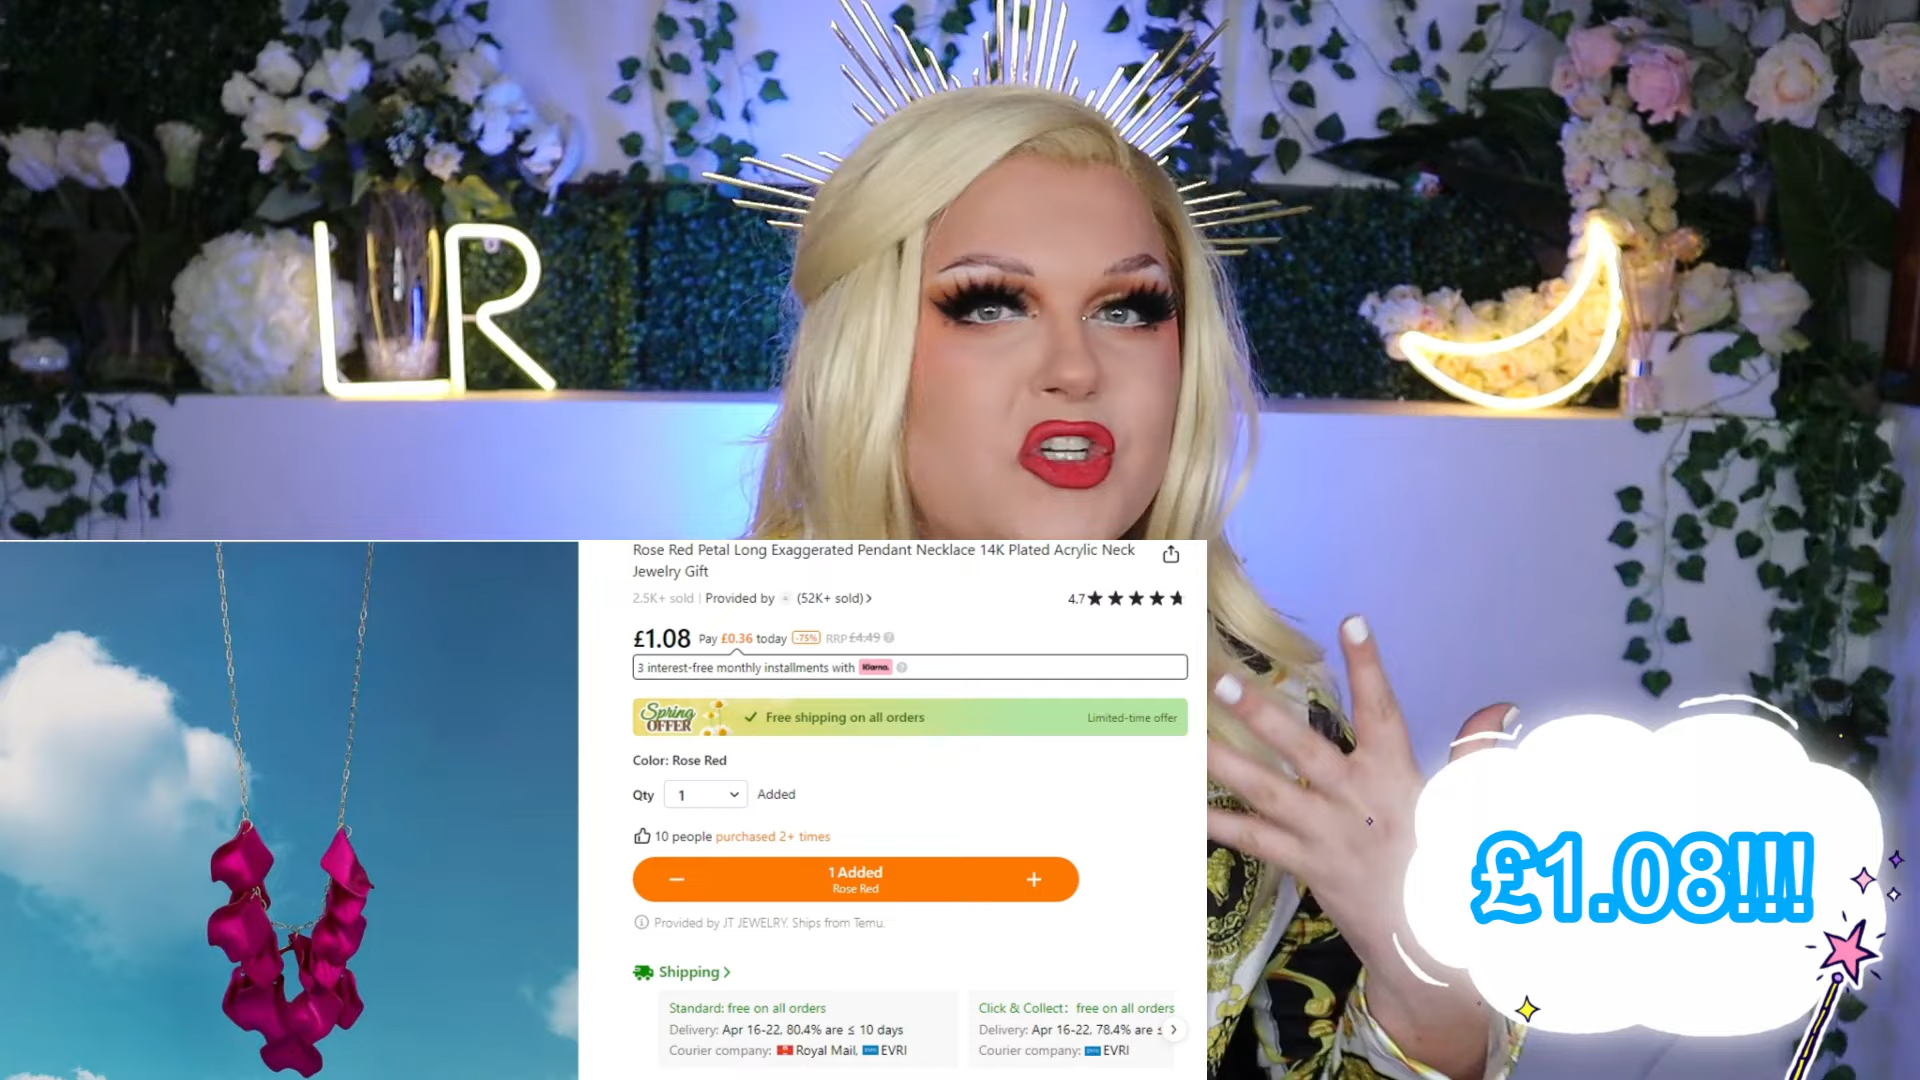 LR
Rose Red Petal Long Exaggerated Pendant Necklace 14K Plated Acrylic Neck
Jewelry Gift
2.5K+ sold | Provided by (52K+ sold)
4.7
£1.08 Pay £0.36 today -75% RRP £4.49
3 interest-free monthly installments with Klarna.
Spring
OFFER
Free shipping on all orders
Limited-time offer
Color: Rose Red
Qty 1 Added
10 people purchased 2+ times
− 1 Added +
Rose Red
Provided by JT JEWELRY. Ships from Temu.
Shipping
Standard: free on all orders
Delivery: Apr 16-22, 80.4% are ≤ 10 days
Courier company: Royal Mail, EVRI
Click & Collect: free on all orders
Delivery: Apr 16-22, 78.4% are ≤
Courier company: EVRI
£1.08!!!